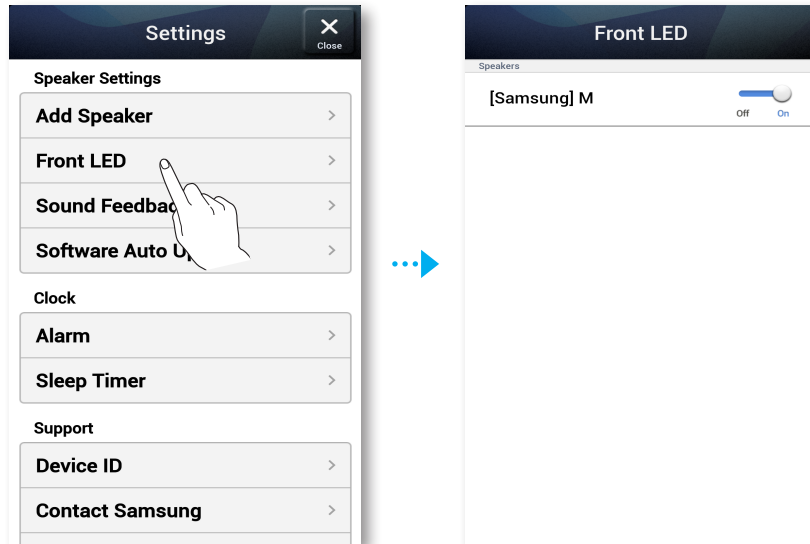 Settings
Close
Speaker Settings
Add Speaker
Front LED
Sound Feedbac
Software Auto U
Clock
Alarm
Sleep Timer
Support
Device ID
Contact Samsung
Front LED
Speakers
[Samsung] M
Off On